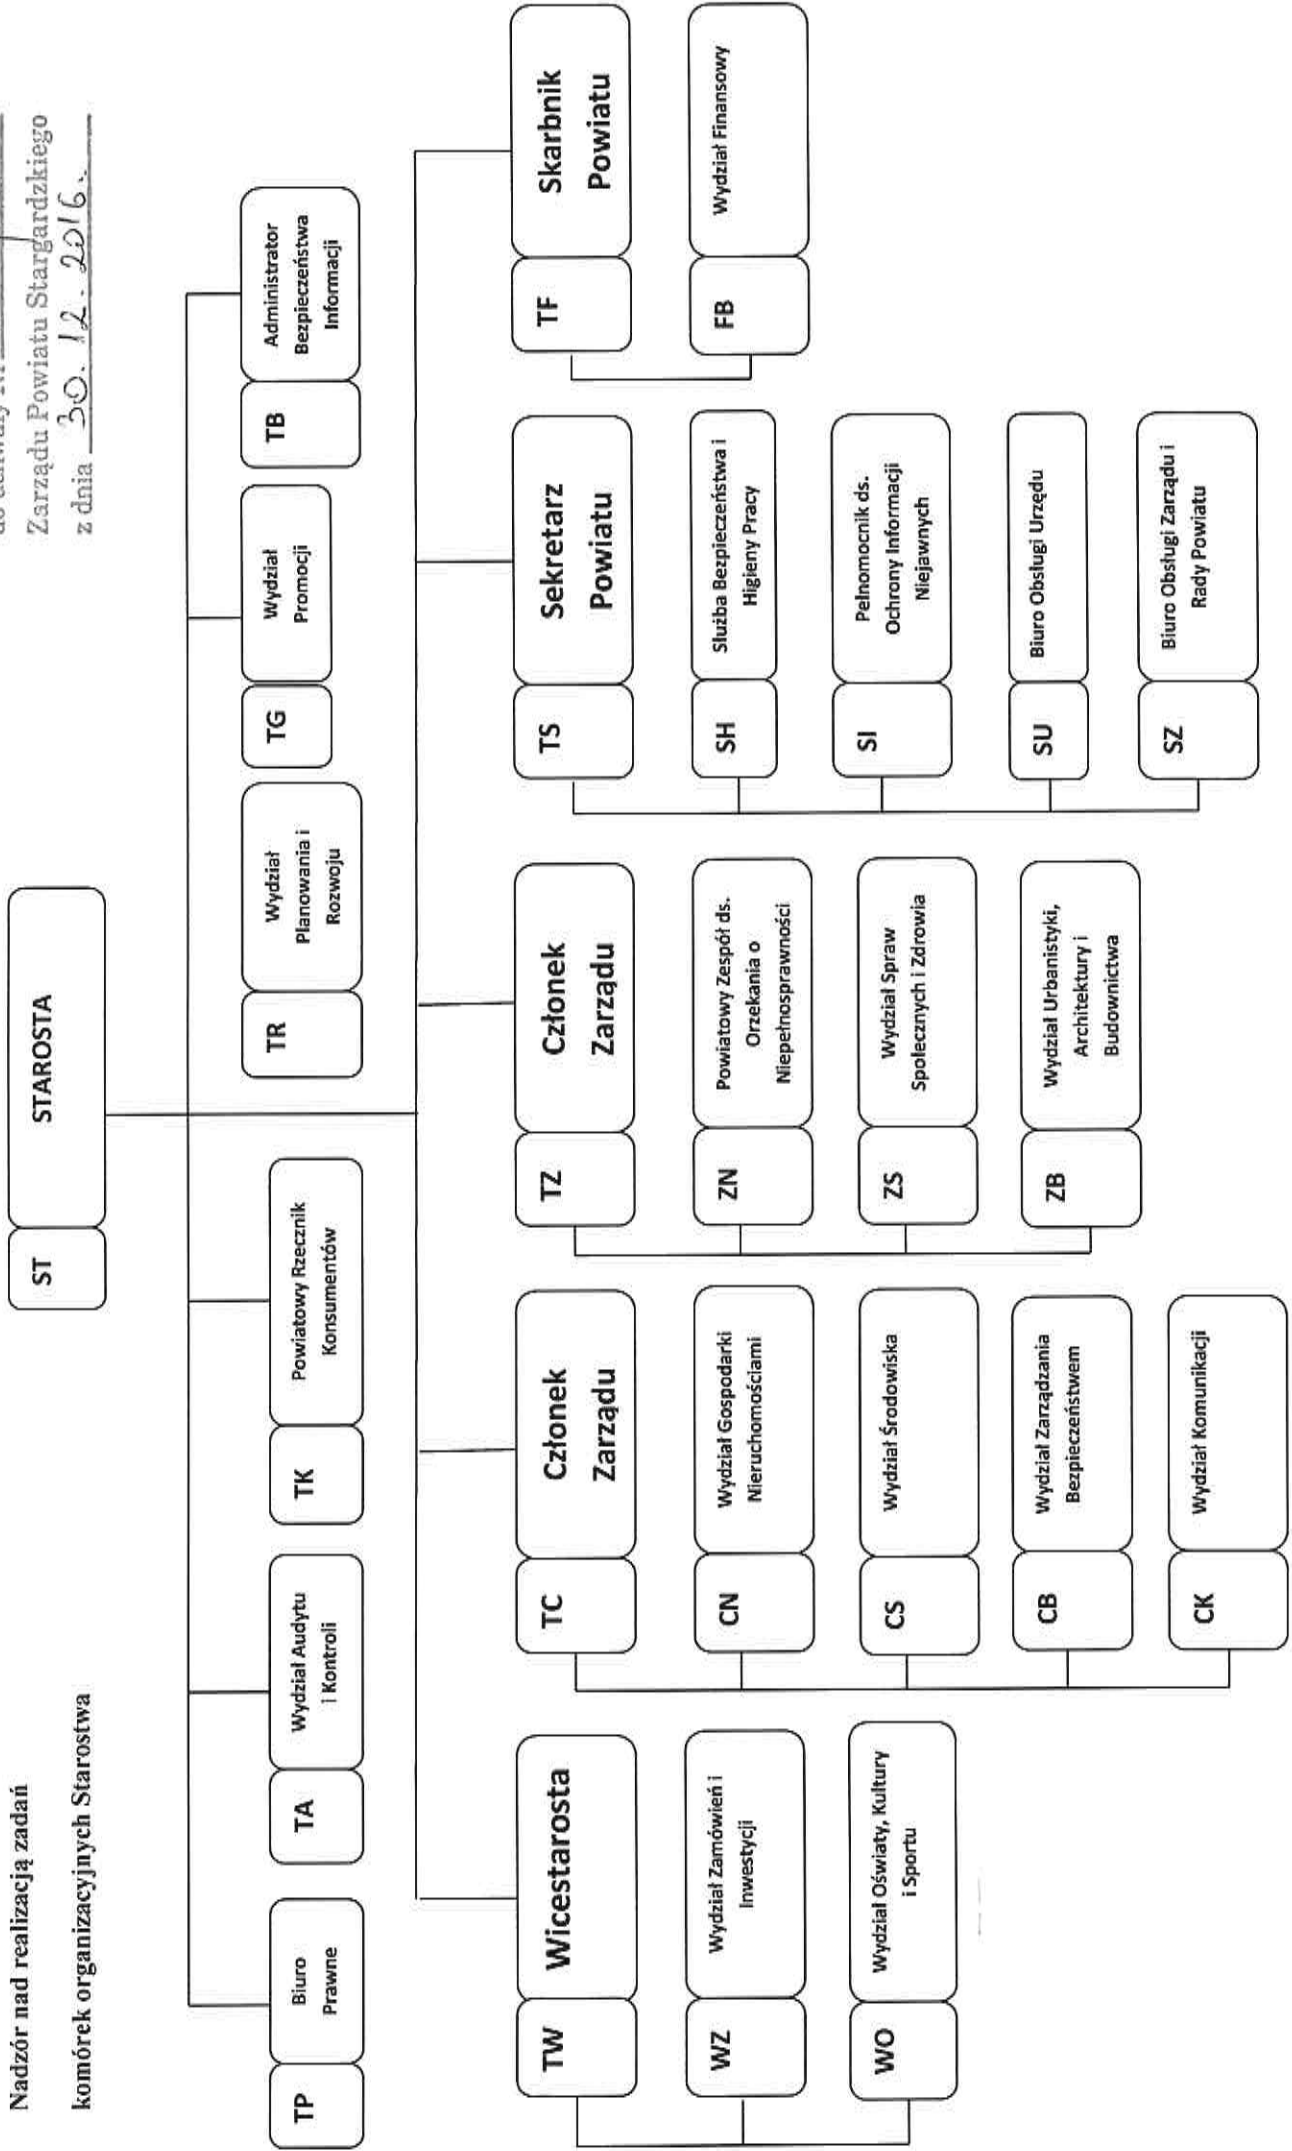 Zarządu Powiatu Stargardzkiego
z dnia 30.12.2016.
Nadzór nad realizacją zadań
komórek organizacyjnych Starostwa
ST
STAROSTA
TP
Biuro
Prawne
TA
Wydział Audytu
i Kontroli
TK
Powiatowy Rzecznik
Konsumentów
TR
Wydział
Planowania i
Rozwoju
TG
Wydział
Promocji
TB
Administrator
Bezpieczeństwa
Informacji
TW
Wicestarosta
WZ
Wydział Zamówień i
Inwestycji
WO
Wydział Oświaty, Kultury
i Sportu
TC
Członek
Zarządu
CN
Wydział Gospodarki
Nieruchomościami
CS
Wydział Środowiska
CB
Wydział Zarządzania
Bezpieczeństwem
CK
Wydział Komunikacji
TZ
Członek
Zarządu
ZN
Powiatowy Zespół ds.
Orzekania o
Niepełnosprawności
ZS
Wydział Spraw
Społecznych i Zdrowia
ZB
Wydział Urbanistyki,
Architektury i
Budownictwa
TS
Sekretarz
Powiatu
SH
Służba Bezpieczeństwa i
Higieny Pracy
SI
Pełnomocnik ds.
Ochrony Informacji
Niejawnych
SU
Biuro Obsługi Urzędu
SZ
Biuro Obsługi Zarządu i
Rady Powiatu
TF
Skarbnik
Powiatu
FB
Wydział Finansowy